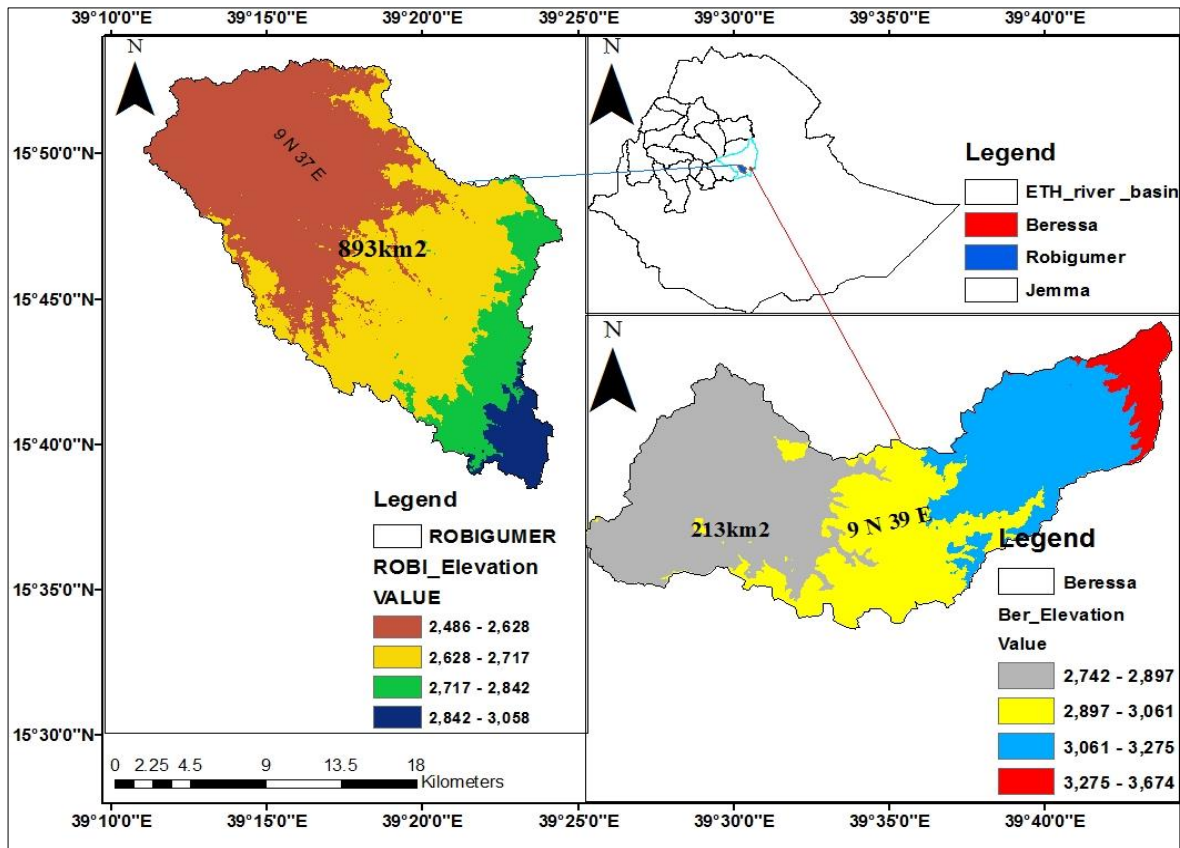 39°10'0"E 39°15'0"E 39°20'0"E 39°25'0"E 39°30'0"E 39°35'0"E 39°40'0"E
15°50'0"N
15°45'0"N
15°40'0"N
15°35'0"N
15°30'0"N
N
9 N 37 E
893km2
Legend
ROBIGUMER
ROBI_Elevation
VALUE
2,486 - 2,628
2,628 - 2,717
2,717 - 2,842
2,842 - 3,058
0 2.25 4.5 9 13.5 18
Kilometers
N
Legend
ETH_river _basin
Beressa
Robigumer
Jemma
N
213km2
9 N 39 E
Legend
Beressa
Ber_Elevation
Value
2,742 - 2,897
2,897 - 3,061
3,061 - 3,275
3,275 - 3,674
39°10'0"E 39°15'0"E 39°20'0"E 39°25'0"E 39°30'0"E 39°35'0"E 39°40'0"E